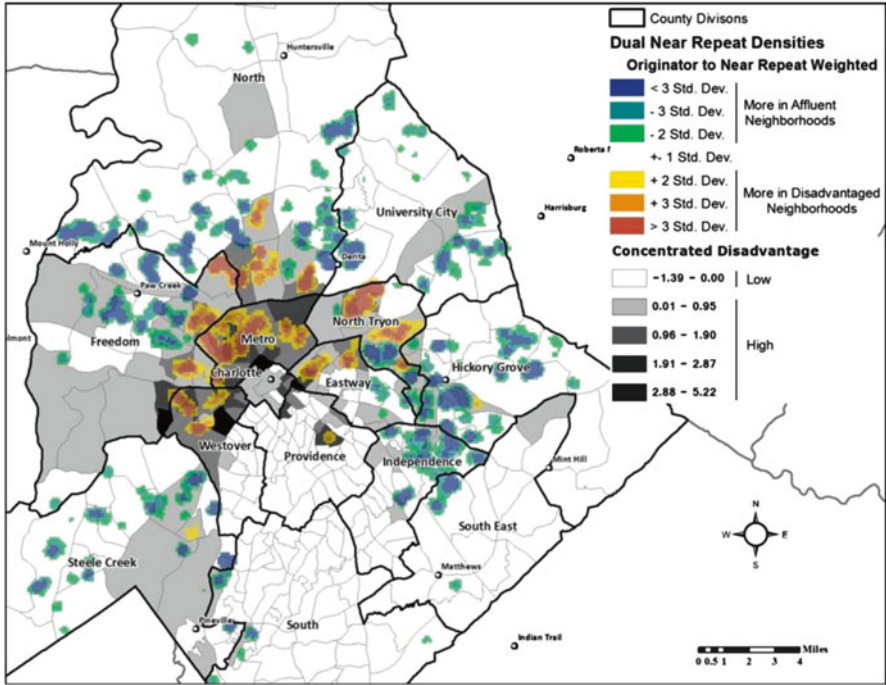 County Divisons
Dual Near Repeat Densities
Originator to Near Repeat Weighted
< 3 Std. Dev.
- 3 Std. Dev.
- 2 Std. Dev.
More in Affluent
Neighborhoods
+- 1 Std. Dev.
+ 2 Std. Dev.
+ 3 Std. Dev.
> 3 Std. Dev.
More in Disadvantaged
Neighborhoods
Concentrated Disadvantage
−1.39 − 0.00
Low
0.01 − 0.95
0.96 − 1.90
1.91 − 2.87
2.88 − 5.22
High
Huntersville
North
Harrisburg
University City
Mount Holly
Derita
Paw Creek
North Tryon
Freedom
Metro
Charlotte
Eastway
Hickory Grove
Westover
Providence
Independence
Mint Hill
South East
Steele Creek
Matthews
Pineville
South
Indian Trail
N
W
E
S
0 0.5 1 2 3 4
Miles